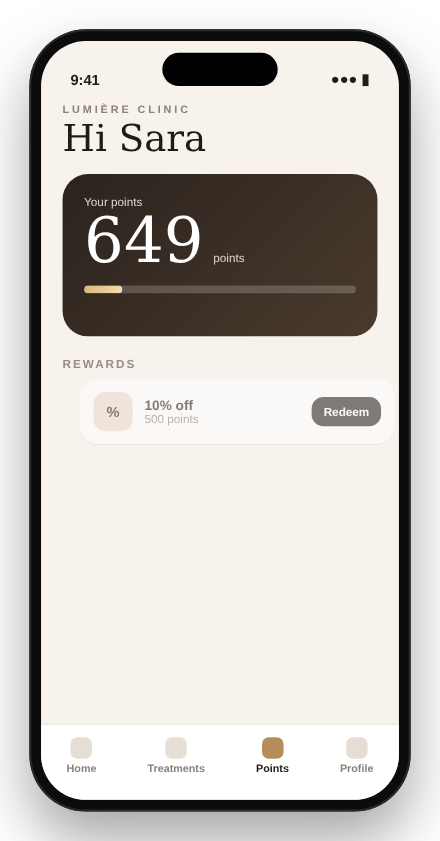 9:41
LUMIÈRE CLINIC
Hi Sara
Your points
649 points
REWARDS
%
10% off
500 points
Redeem
Home
Treatments
Points
Profile